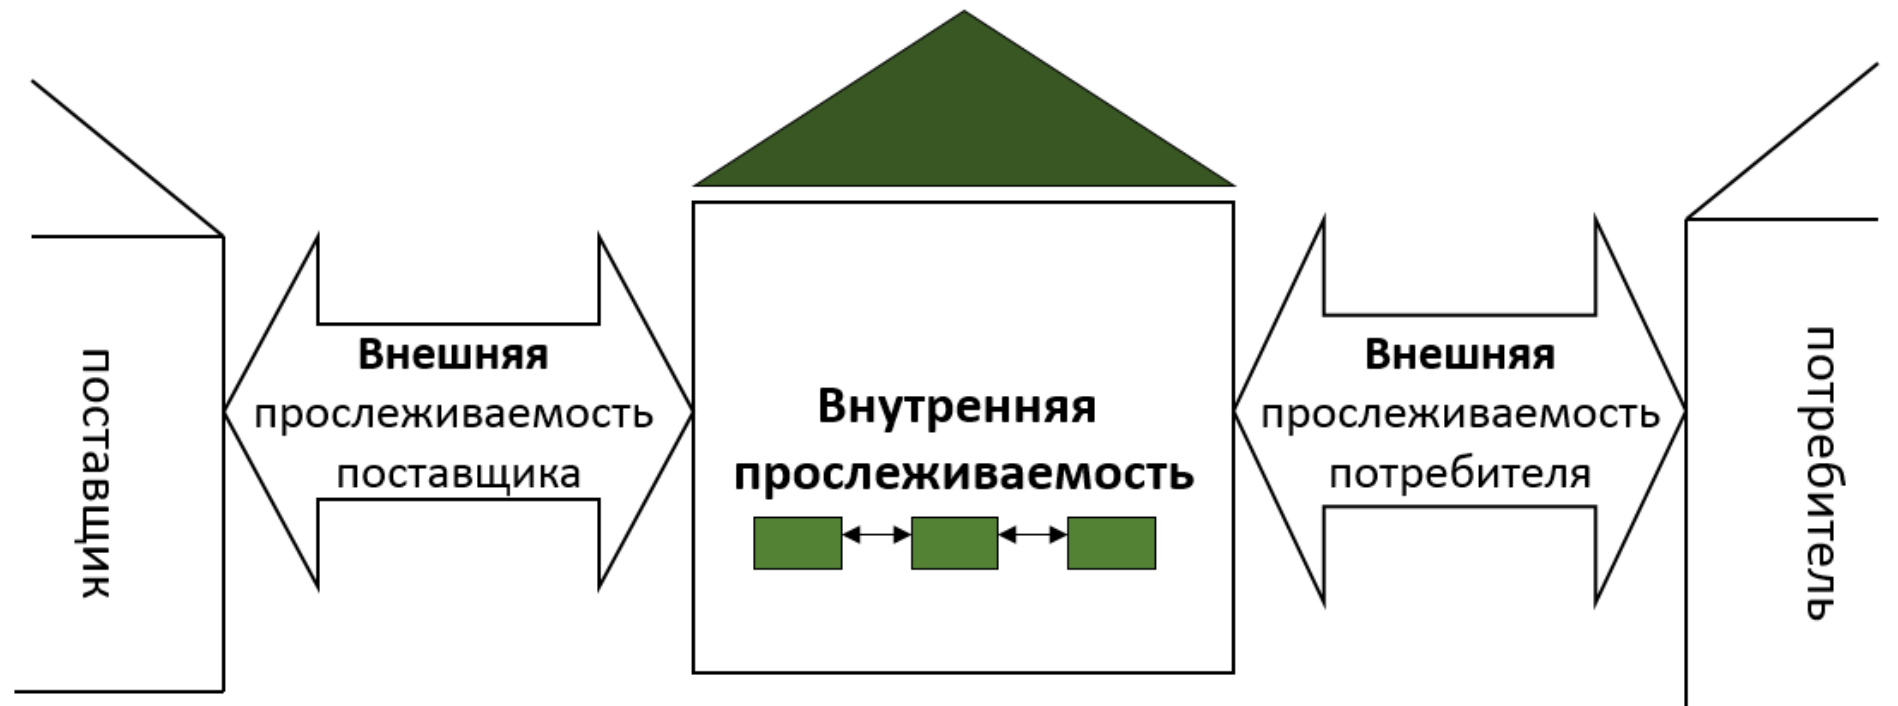 поставщик
Внешняя
прослеживаемость
поставщика
Внутренняя
прослеживаемость
Внешняя
прослеживаемость
потребителя
потребитель